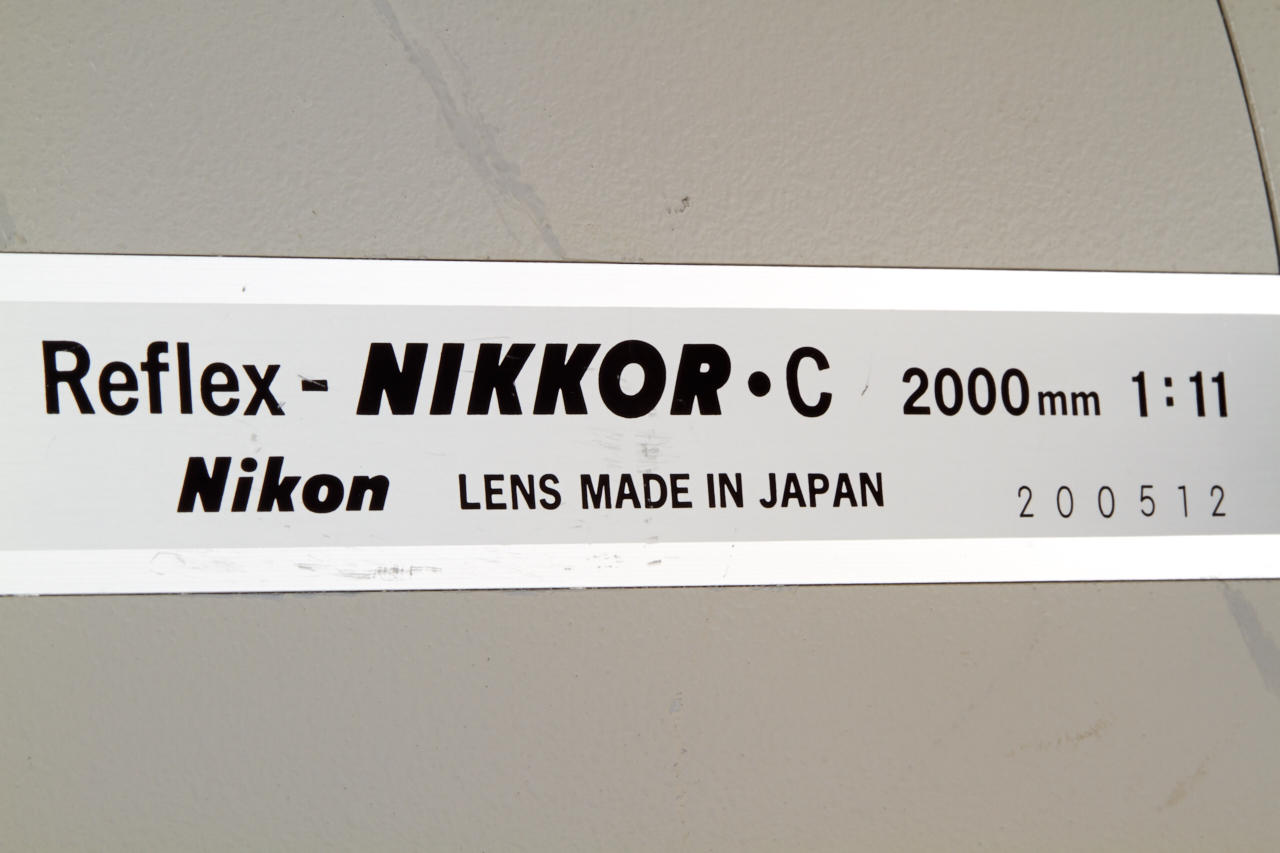 Reflex-NIKKOR·C 2000mm 1:11
Nikon LENS MADE IN JAPAN 200512